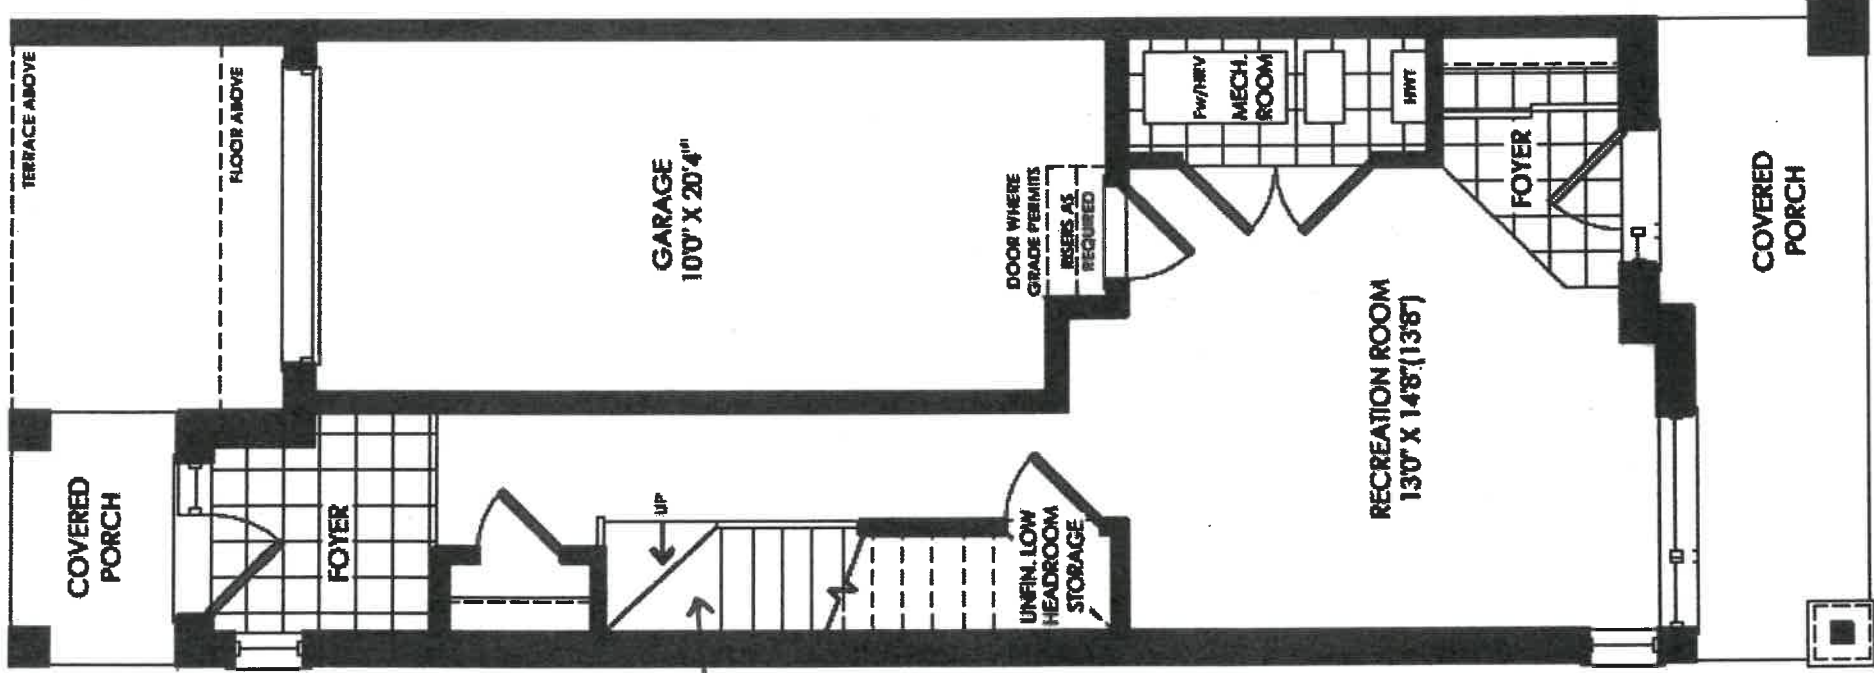 TERRACE ABOVE
FLOOR ABOVE
GARAGE
10'0" X 20'4"
DOOR WHERE
GRADE PERMITS
RISERS AS
REQUIRED
FW/HRV
MECH.
ROOM
HWT
FOYER
COVERED
PORCH
RECREATION ROOM
13'0" X 14'8"(13'8")
COVERED
PORCH
FOYER
UP
UNFIN. LOW
HEADROOM
STORAGE